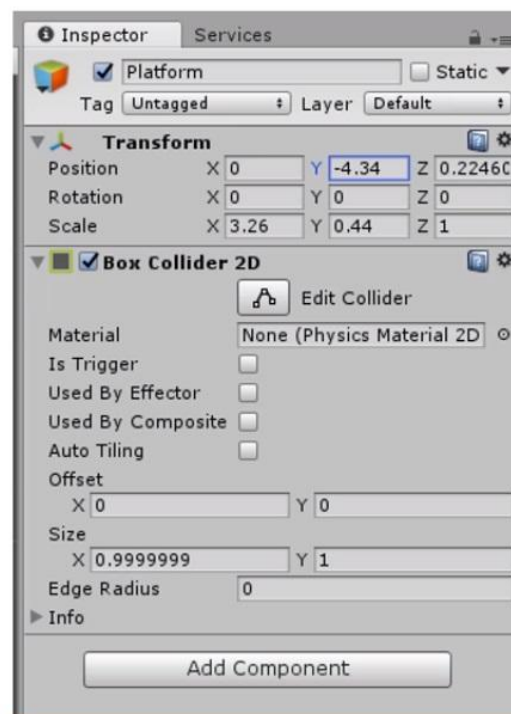 Inspector Services
Platform Static
Tag Untagged Layer Default
Transform
Position X 0 Y -4.34 Z 0.2246
Rotation X 0 Y 0 Z 0
Scale X 3.26 Y 0.44 Z 1
Box Collider 2D
Edit Collider
Material None (Physics Material 2D
Is Trigger
Used By Effector
Used By Composite
Auto Tiling
Offset
X 0 Y 0
Size
X 0.9999999 Y 1
Edge Radius 0
Info
Add Component